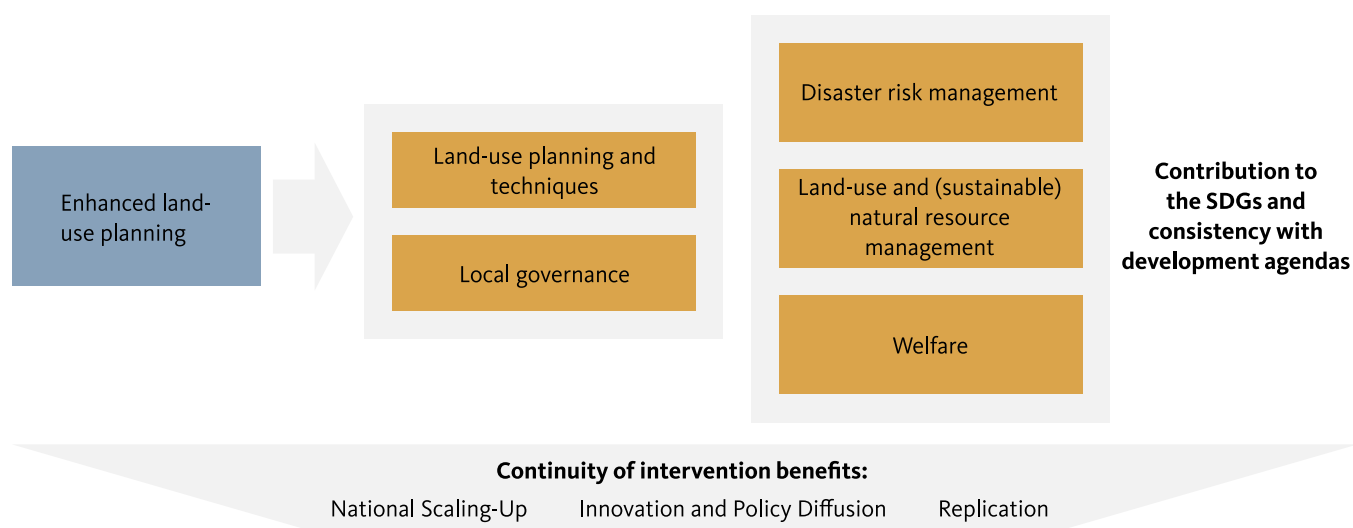 Enhanced land-
use planning
Land-use planning and
techniques
Local governance
Disaster risk management
Land-use and (sustainable)
natural resource
management
Welfare
Contribution to
the SDGs and
consistency with
development agendas
Continuity of intervention benefits:
National Scaling-Up Innovation and Policy Diffusion Replication